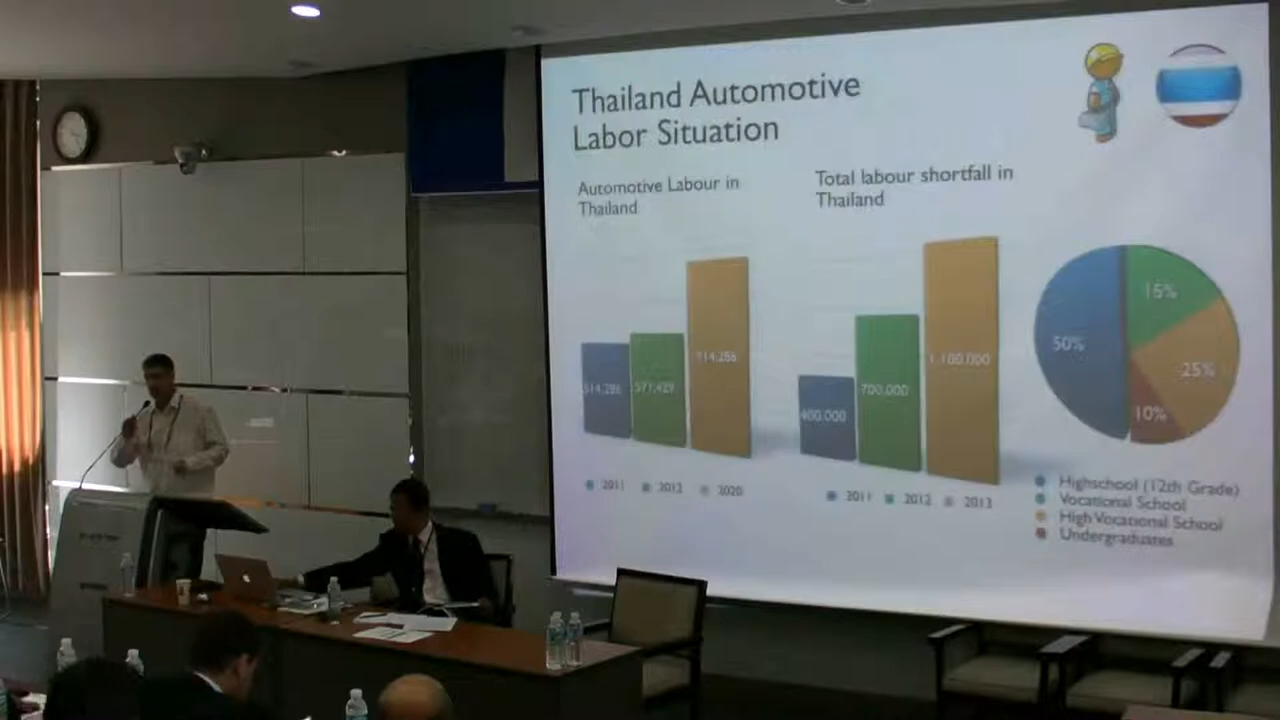 Thailand Automotive
Labor Situation
Automotive Labour in
Thailand
Total labour shortfall in
Thailand
514,286
571,429
914,286
400,000
700,000
1,100,000
50%
15%
25%
10%
2011
2012
2020
2011
2012
2013
Highschool (12th Grade)
Vocational School
High Vocational School
Undergraduates